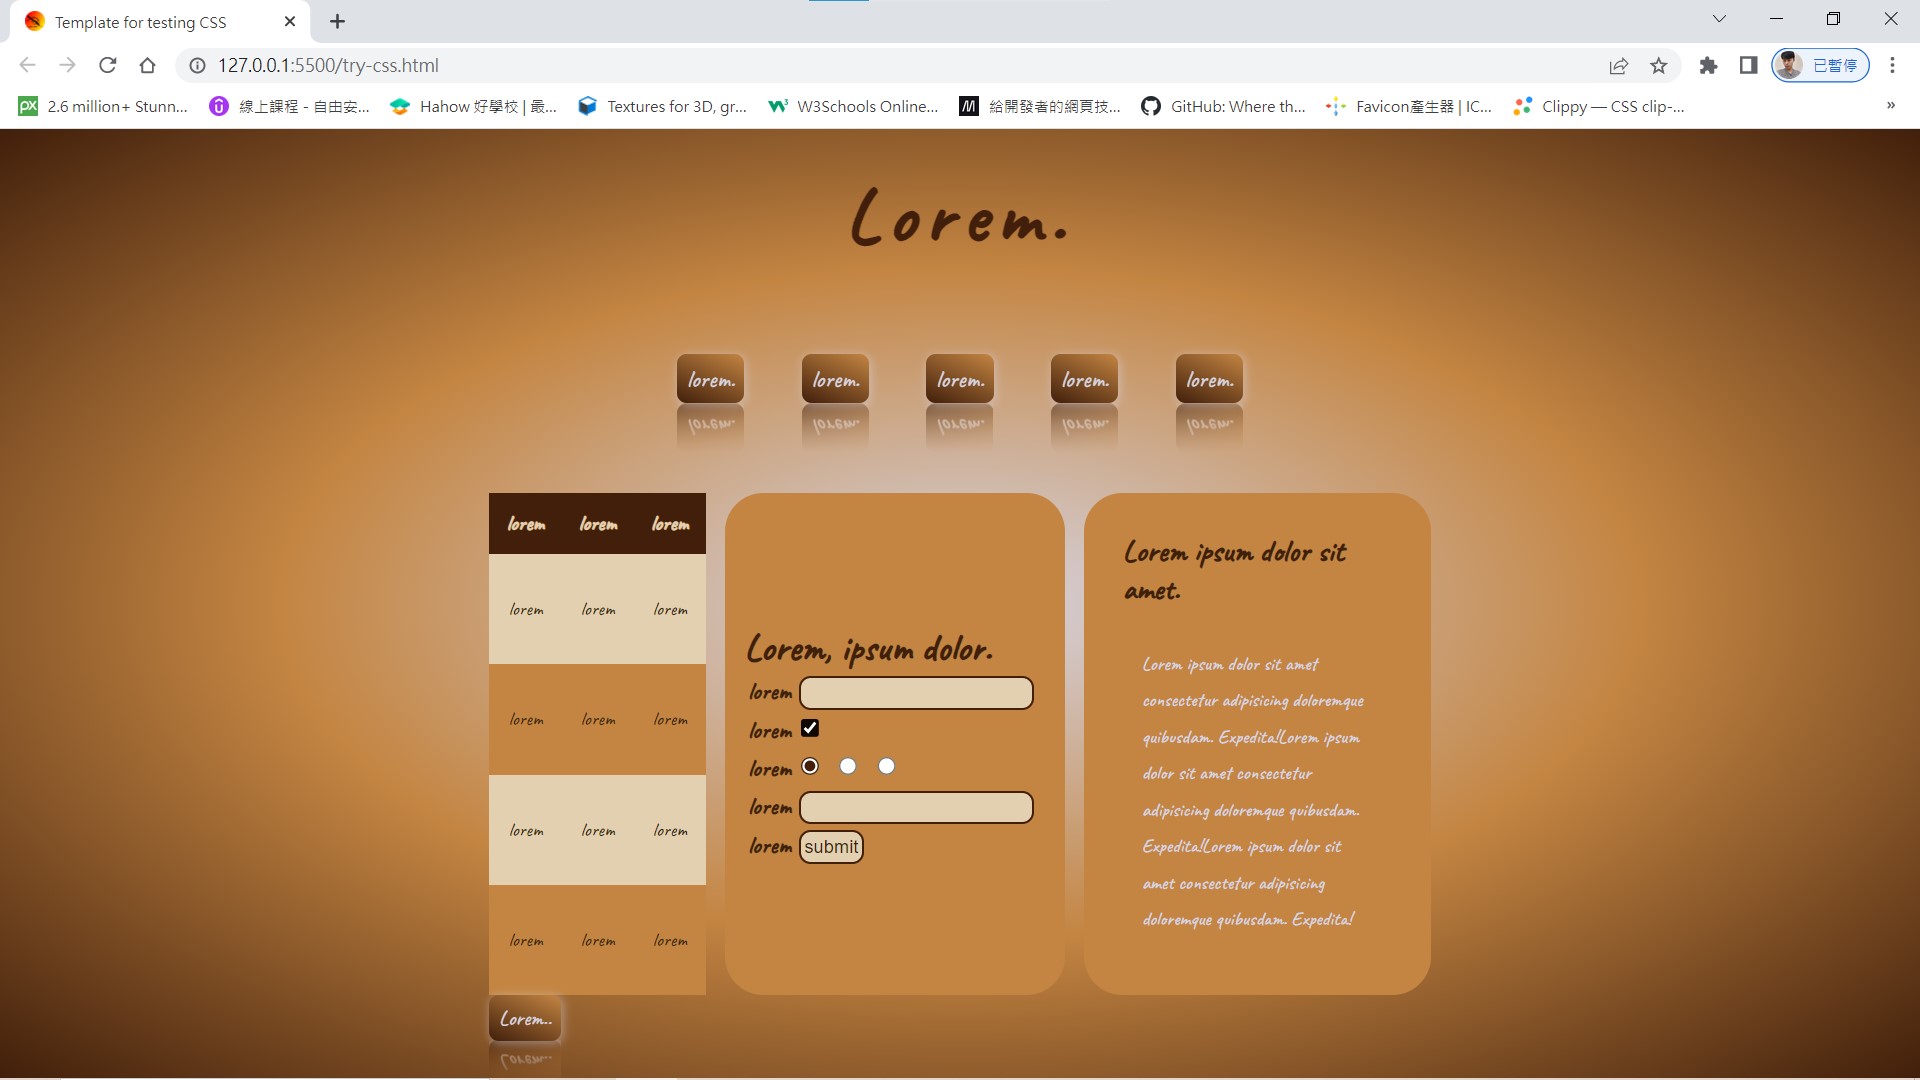 Template for testing CSS
127.0.0.1:5500/try-css.html
已暫停
2.6 million+ Stunn...
線上課程 - 自由安...
Hahow 好學校 | 最...
Textures for 3D, gr...
W3Schools Online...
給開發者的網頁技...
GitHub: Where th...
Favicon產生器 | IC...
Clippy — CSS clip-...
»
Lorem.
lorem. lorem. lorem. lorem. lorem.
lorem. lorem. lorem. lorem. lorem.
lorem lorem lorem
lorem lorem lorem
lorem lorem lorem
lorem lorem lorem
lorem lorem lorem
Lorem..
Lorem..
Lorem, ipsum dolor.
lorem
lorem
lorem
lorem
lorem submit
Lorem ipsum dolor sit
amet.
Lorem ipsum dolor sit amet
consectetur adipisicing doloremque
quibusdam. Expedita!Lorem ipsum
dolor sit amet consectetur
adipisicing doloremque quibusdam.
Expedita!Lorem ipsum dolor sit
amet consectetur adipisicing
doloremque quibusdam. Expedita!